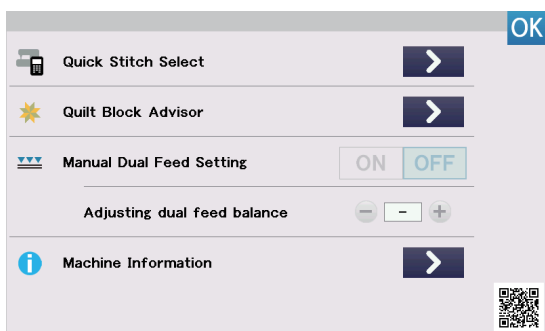 OK
Quick Stitch Select
Quilt Block Advisor
Manual Dual Feed Setting ON OFF
Adjusting dual feed balance - - +
Machine Information